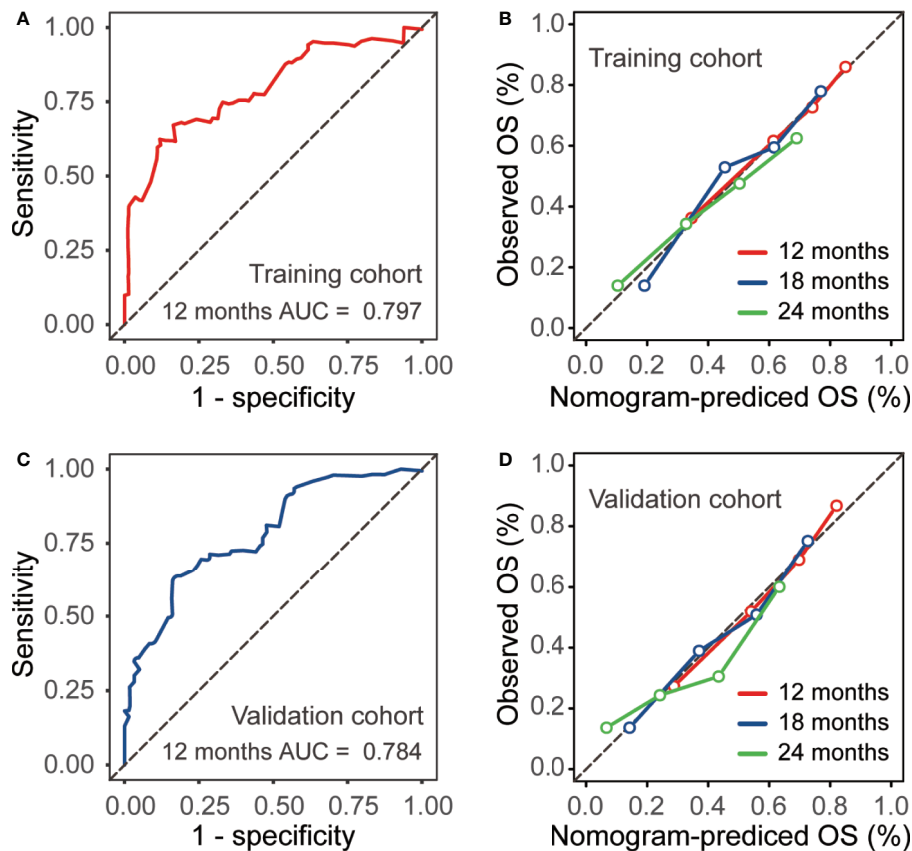 A
1.00
0.75
0.50
0.25
0.00
Sensitivity
Training cohort
12 months AUC = 0.797
0.00 0.25 0.50 0.75 1.00
1 - specificity
B
1.0
0.8
0.6
0.4
0.2
0.0
Observed OS (%)
Training cohort
12 months
18 months
24 months
0.0 0.2 0.4 0.6 0.8 1.0
Nomogram-prediced OS (%)
C
1.00
0.75
0.50
0.25
0.00
Sensitivity
Validation cohort
12 months AUC = 0.784
0.00 0.25 0.50 0.75 1.00
1 - specificity
D
1.0
0.8
0.6
0.4
0.2
0.0
Observed OS (%)
Validation cohort
12 months
18 months
24 months
0.0 0.2 0.4 0.6 0.8 1.0
Nomogram-prediced OS (%)